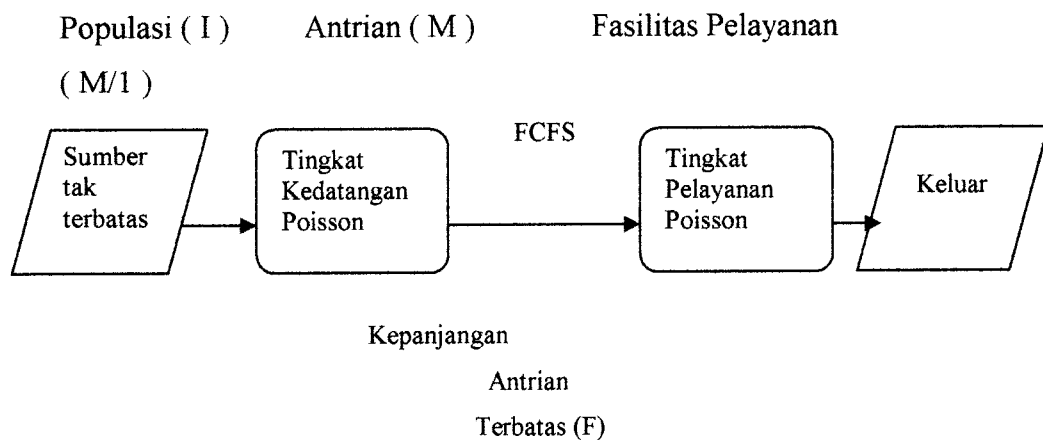 Populasi ( I ) Antrian ( M ) Fasilitas Pelayanan
( M/1 )
Sumber
tak
terbatas
Tingkat
Kedatangan
Poisson
FCFS
Tingkat
Pelayanan
Poisson
Keluar
Kepanjangan
Antrian
Terbatas (F)